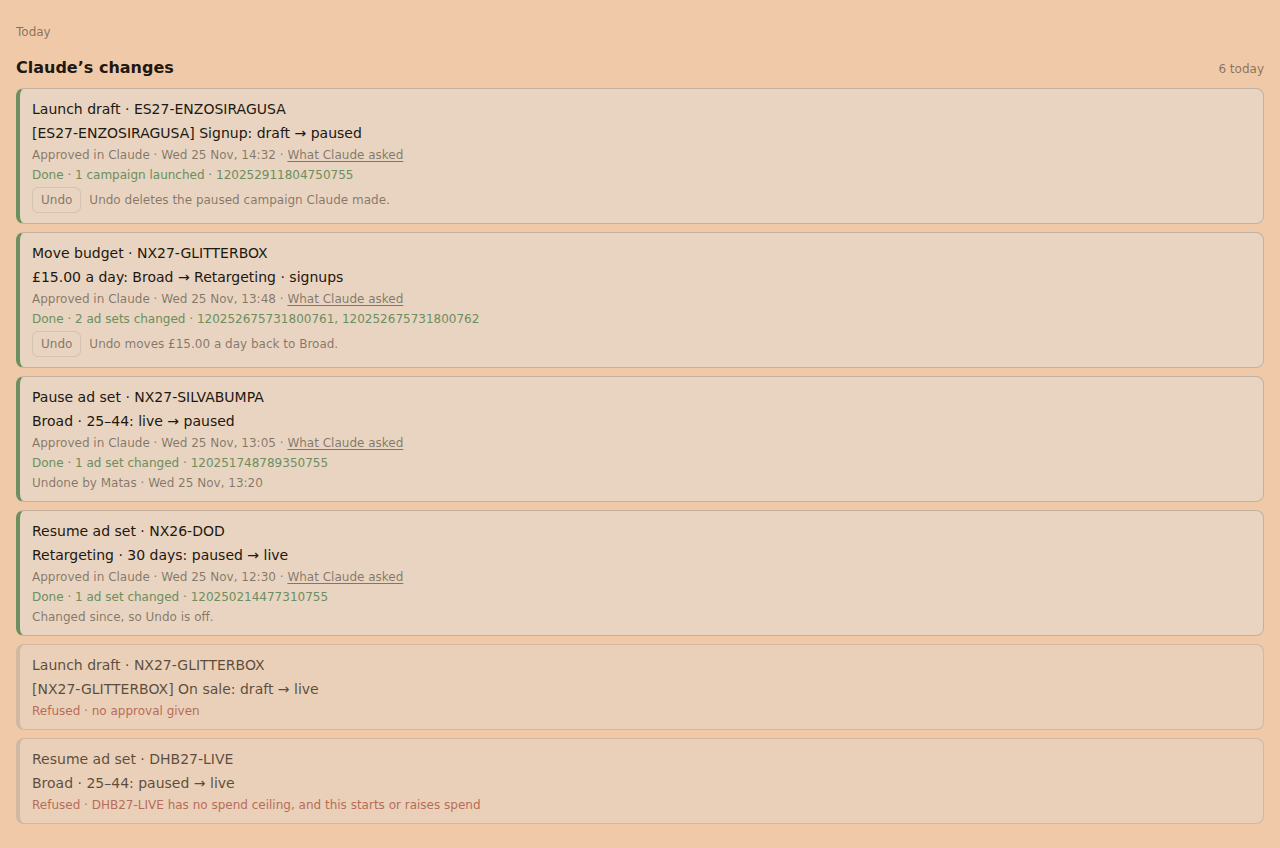 Today
Claude’s changes
6 today
Launch draft · ES27-ENZOSIRAGUSA
[ES27-ENZOSIRAGUSA] Signup: draft → paused
Approved in Claude · Wed 25 Nov, 14:32 · What Claude asked
Done · 1 campaign launched · 120252911804750755
Undo Undo deletes the paused campaign Claude made.
Move budget · NX27-GLITTERBOX
£15.00 a day: Broad → Retargeting · signups
Approved in Claude · Wed 25 Nov, 13:48 · What Claude asked
Done · 2 ad sets changed · 120252675731800761, 120252675731800762
Undo Undo moves £15.00 a day back to Broad.
Pause ad set · NX27-SILVABUMPA
Broad · 25–44: live → paused
Approved in Claude · Wed 25 Nov, 13:05 · What Claude asked
Done · 1 ad set changed · 120251748789350755
Undone by Matas · Wed 25 Nov, 13:20
Resume ad set · NX26-DOD
Retargeting · 30 days: paused → live
Approved in Claude · Wed 25 Nov, 12:30 · What Claude asked
Done · 1 ad set changed · 120250214477310755
Changed since, so Undo is off.
Launch draft · NX27-GLITTERBOX
[NX27-GLITTERBOX] On sale: draft → live
Refused · no approval given
Resume ad set · DHB27-LIVE
Broad · 25–44: paused → live
Refused · DHB27-LIVE has no spend ceiling, and this starts or raises spend